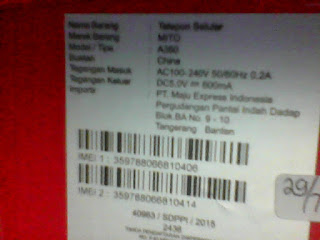 Nama Barang : Telepon Seluler
Merek Barang : MITO
Model / Tipe : A360
Buatan : China
Tegangan Masuk : AC100-240V 50/60Hz 0,2A
Tegangan Keluar : DC5,0V 600mA
Importir : PT. Maju Express Indonesia
Pergudangan Pantai Indah Dadap
Blok.BA No. 9 - 10
Tangerang Banten
IMEI 1 : 359788066810406
IMEI 2 : 359788066810414
40983 / SDPPI / 2015
2436
29/